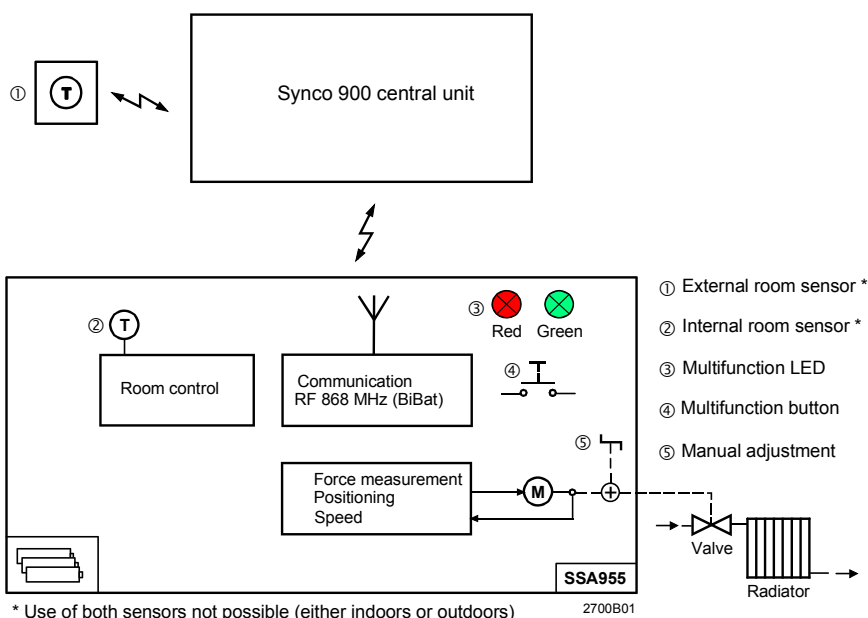 ① T
Synco 900 central unit
② T
③
Red Green
Room control
Communication
RF 868 MHz (BiBat)
④
⑤
Force measurement
Positioning
Speed
M
Valve
Radiator
SSA955
① External room sensor *
② Internal room sensor *
③ Multifunction LED
④ Multifunction button
⑤ Manual adjustment
* Use of both sensors not possible (either indoors or outdoors)
2700B01